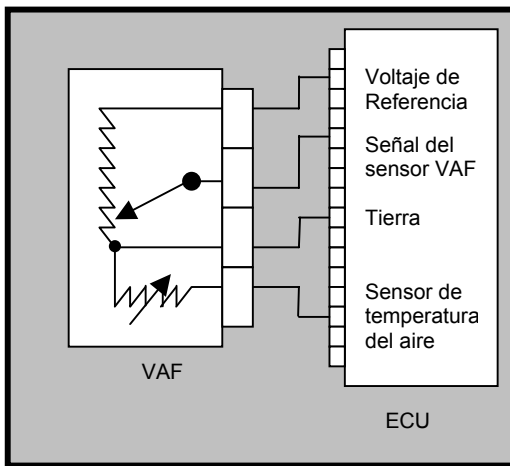 Voltaje de
Referencia
Señal del
sensor VAF
Tierra
Sensor de
temperatura
del aire
VAF
ECU